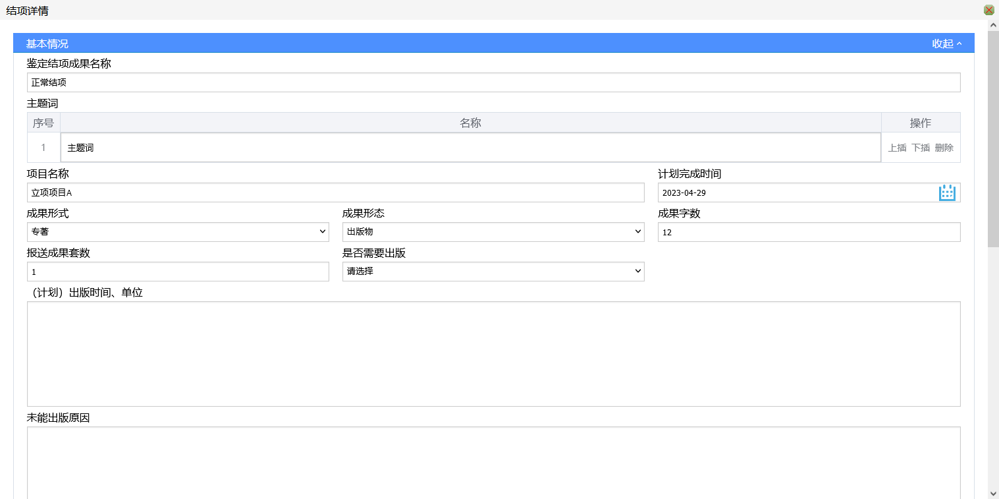 结项详情
基本情况 收起
鉴定结项成果名称
正常结项
主题词
序号 名称 操作
1 主题词 上插 下插 删除
项目名称 计划完成时间
立项项目A 2023-04-29
成果形式 成果形态 成果字数
专著 出版物 12
报送成果套数 是否需要出版
1 请选择
（计划）出版时间、单位
未能出版原因